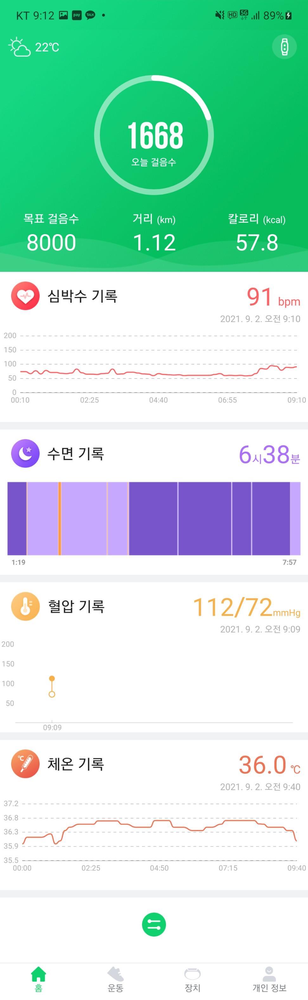 KT 9:12 pay TALK HD 5G 89%
22℃
1668
오늘 걸음수
목표 걸음수 거리 (km) 칼로리 (kcal)
8000 1.12 57.8
심박수 기록 91 bpm
2021. 9. 2. 오전 9:10
200
150
100
50
0
00:10 02:25 04:40 06:55 09:10
수면 기록 6시38분
1:19 7:57
혈압 기록 112/72mmHg
2021. 9. 2. 오전 9:09
200
150
100
50
09:09
℃ 체온 기록 36.0 ℃
2021. 9. 2. 오전 9:40
37.2
36.8
36.3
35.9
35.5
00:00 02:25 04:50 07:15 09:40
홈 운동 장치 개인 정보